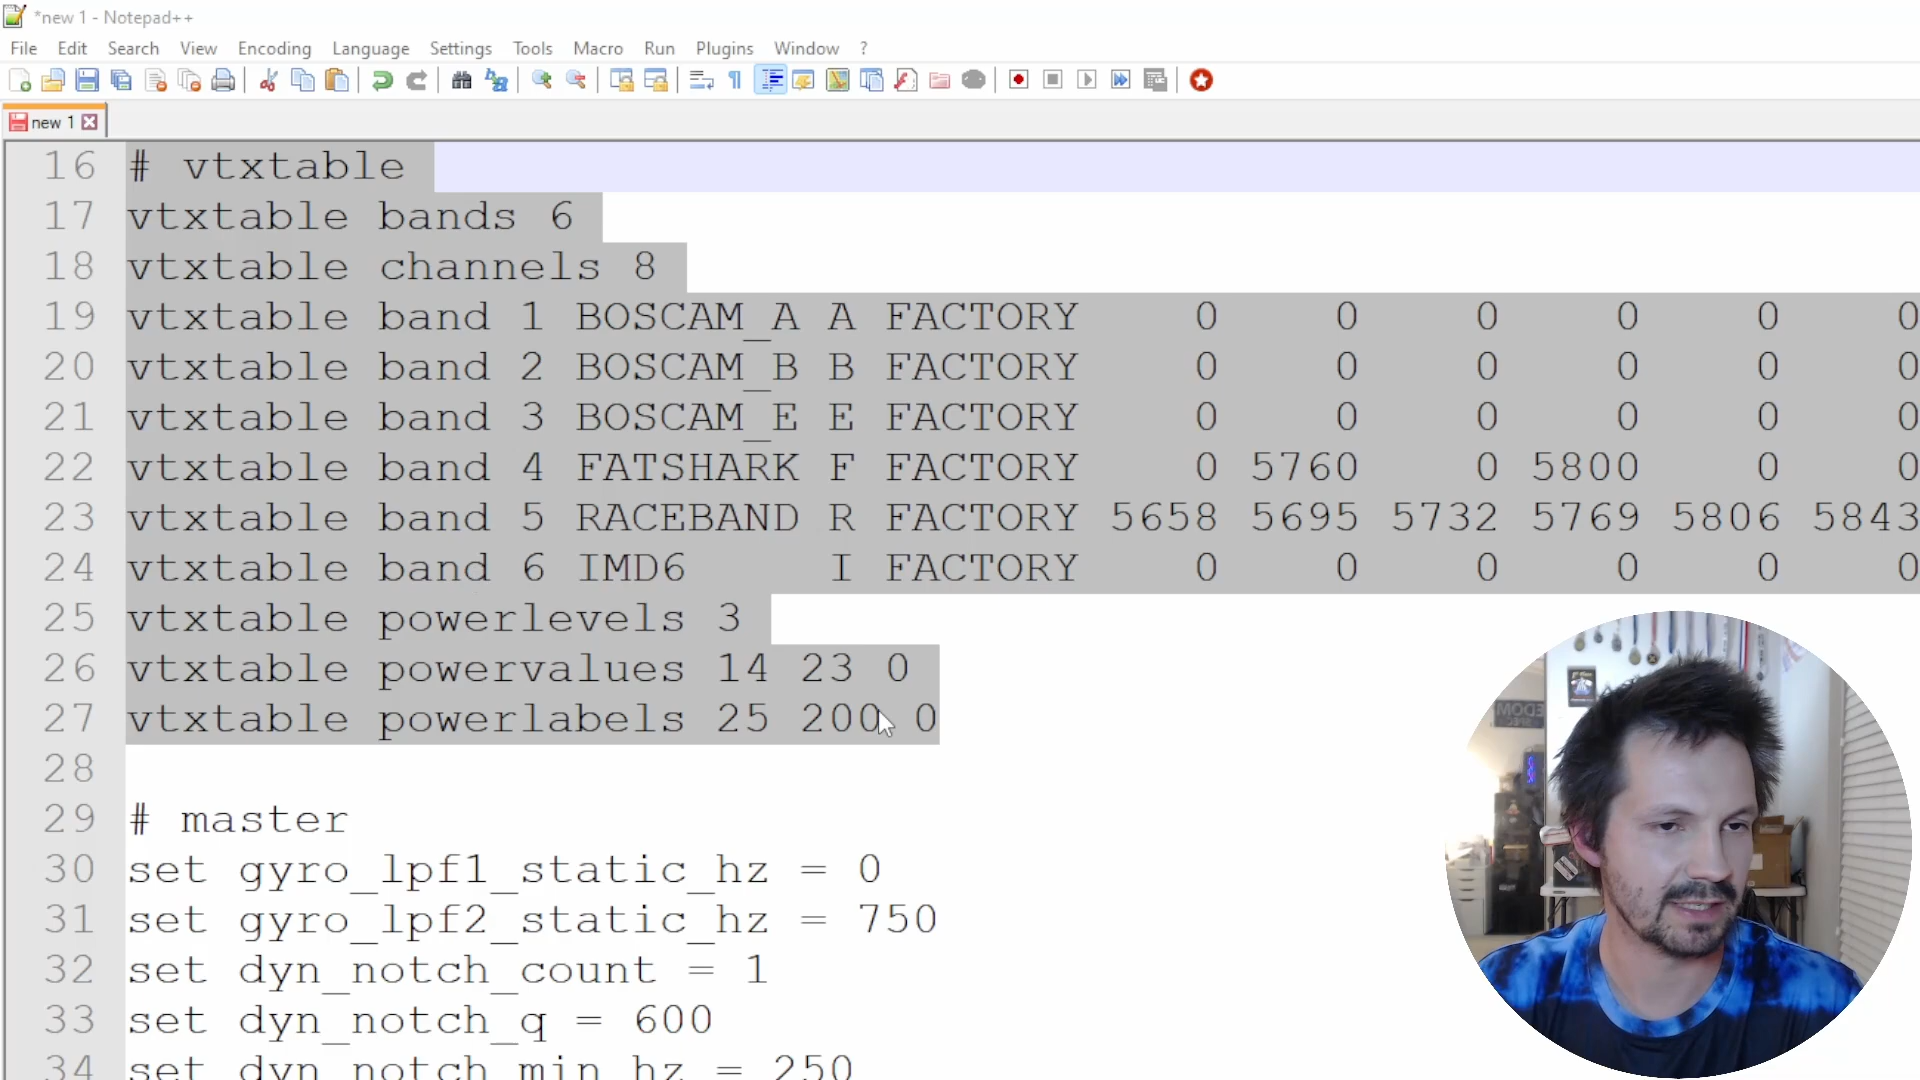 *new 1 - Notepad++
File Edit Search View Encoding Language Settings Tools Macro Run Plugins Window ?
new 1
16 # vtxtable
17 vtxtable bands 6
18 vtxtable channels 8
19 vtxtable band 1 BOSCAM_A A FACTORY 0 0 0 0 0 0
20 vtxtable band 2 BOSCAM_B B FACTORY 0 0 0 0 0 0
21 vtxtable band 3 BOSCAM_E E FACTORY 0 0 0 0 0 0
22 vtxtable band 4 FATSHARK F FACTORY 0 5760 0 5800 0 0
23 vtxtable band 5 RACEBAND R FACTORY 5658 5695 5732 5769 5806 5843
24 vtxtable band 6 IMD6 I FACTORY 0 0 0 0 0 0
25 vtxtable powerlevels 3
26 vtxtable powervalues 14 23 0
27 vtxtable powerlabels 25 200 0
28
29 # master
30 set gyro_lpf1_static_hz = 0
31 set gyro_lpf2_static_hz = 750
32 set dyn_notch_count = 1
33 set dyn_notch_q = 600
34 set dyn_notch_min_hz = 250